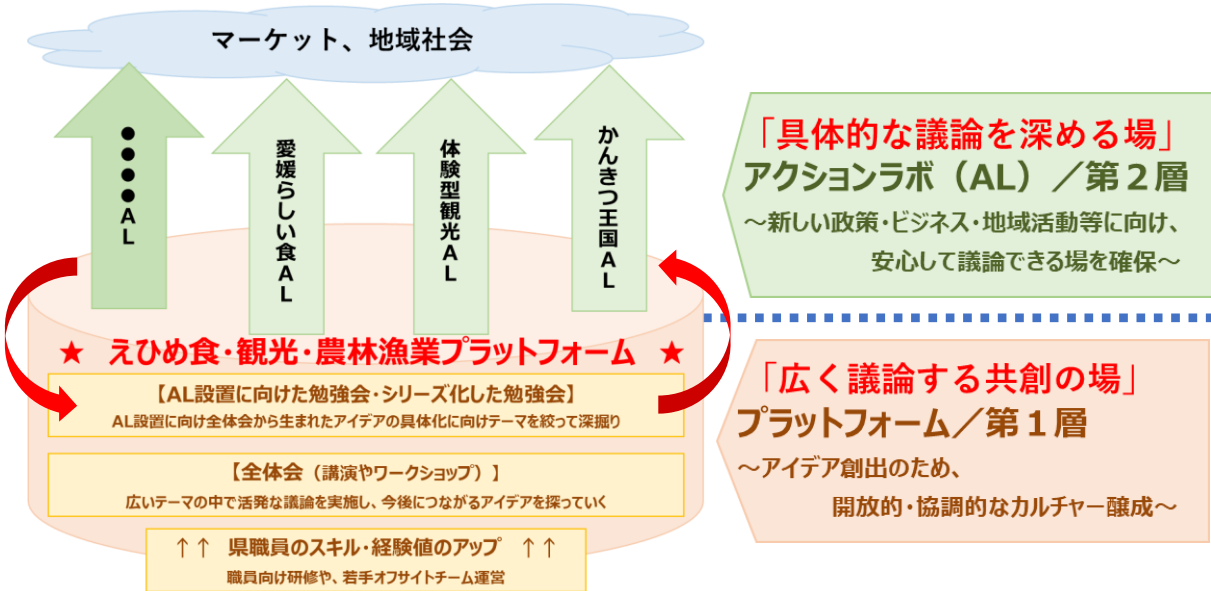 マーケット、地域社会
●●●●AL
愛媛らしい食AL
体験型観光AL
かんきつ王国AL
「具体的な議論を深める場」
アクションラボ（AL）／第２層
～新しい政策・ビジネス・地域活動等に向け、
安心して議論できる場を確保～
★ えひめ食・観光・農林漁業プラットフォーム ★
【AL設置に向けた勉強会・シリーズ化した勉強会】
AL設置に向け全体会から生まれたアイデアの具体化に向けテーマを絞って深掘り
【全体会（講演やワークショップ）】
広いテーマの中で活発な議論を実施し、今後につながるアイデアを探っていく
↑↑ 県職員のスキル・経験値のアップ ↑↑
職員向け研修や、若手オフサイトチーム運営
「広く議論する共創の場」
プラットフォーム／第１層
～アイデア創出のため、
開放的・協調的なカルチャー醸成～